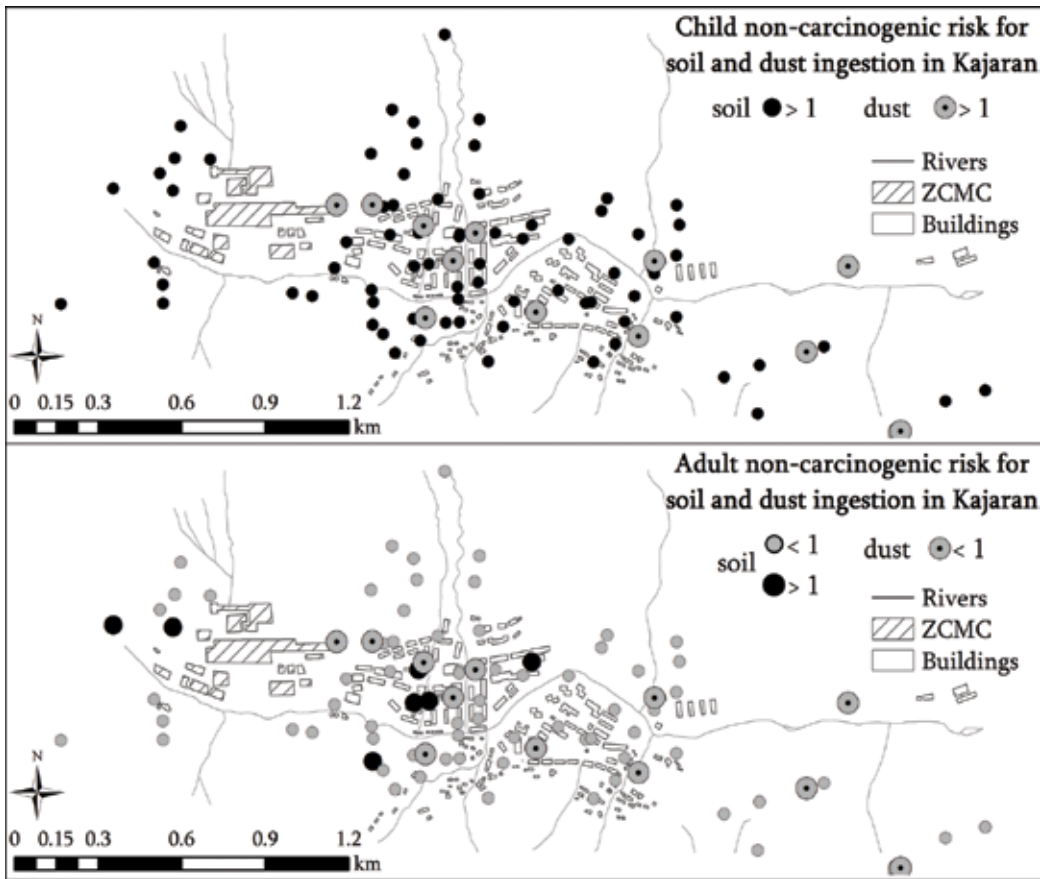 Child non-carcinogenic risk for
soil and dust ingestion in Kajaran
soil > 1 dust > 1
Rivers
ZCMC
Buildings
N
0 0.15 0.3 0.6 0.9 1.2
km
Adult non-carcinogenic risk for
soil and dust ingestion in Kajaran
soil < 1 dust < 1
> 1
Rivers
ZCMC
Buildings
N
0 0.15 0.3 0.6 0.9 1.2
km